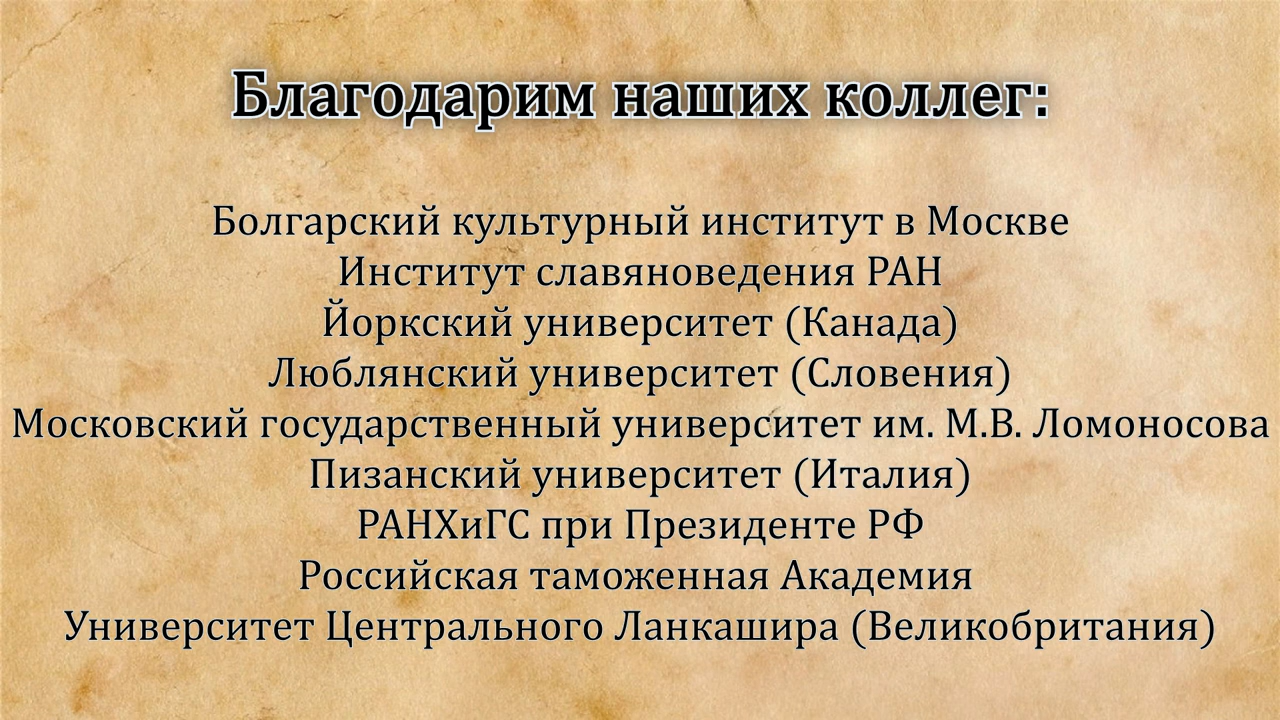 Благодарим наших коллег:
Болгарский культурный институт в Москве
Институт славяноведения РАН
Йоркский университет (Канада)
Люблянский университет (Словения)
Московский государственный университет им. М.В. Ломоносова
Пизанский университет (Италия)
РАНХиГС при Президенте РФ
Российская таможенная Академия
Университет Центрального Ланкашира (Великобритания)